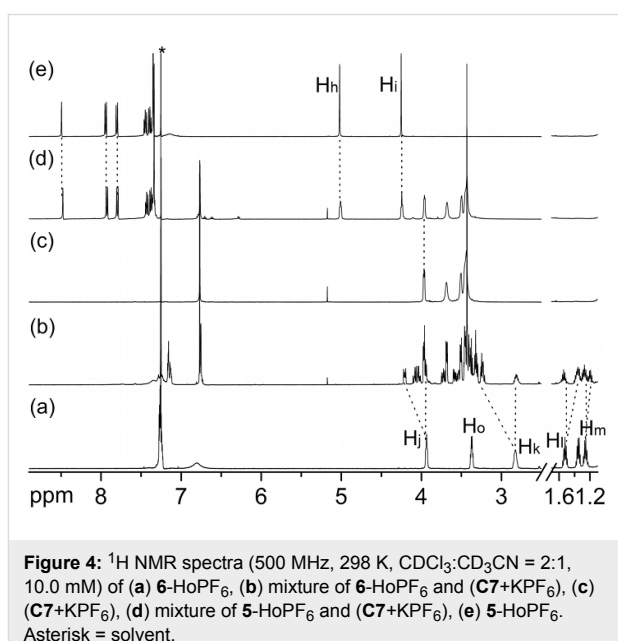 (e)
*
Hₕ
Hᵢ
(d)
(c)
(b)
(a)
Hⱼ
Hₒ
Hₖ
Hₗ
Hₘ
ppm 8 7 6 5 4 3 1.6 1.2
Figure 4: ¹H NMR spectra (500 MHz, 298 K, CDCl₃:CD₃CN = 2:1,
10.0 mM) of (a) 6-HoPF₆, (b) mixture of 6-HoPF₆ and (C7+KPF₆), (c)
(C7+KPF₆), (d) mixture of 5-HoPF₆ and (C7+KPF₆), (e) 5-HoPF₆.
Asterisk = solvent.